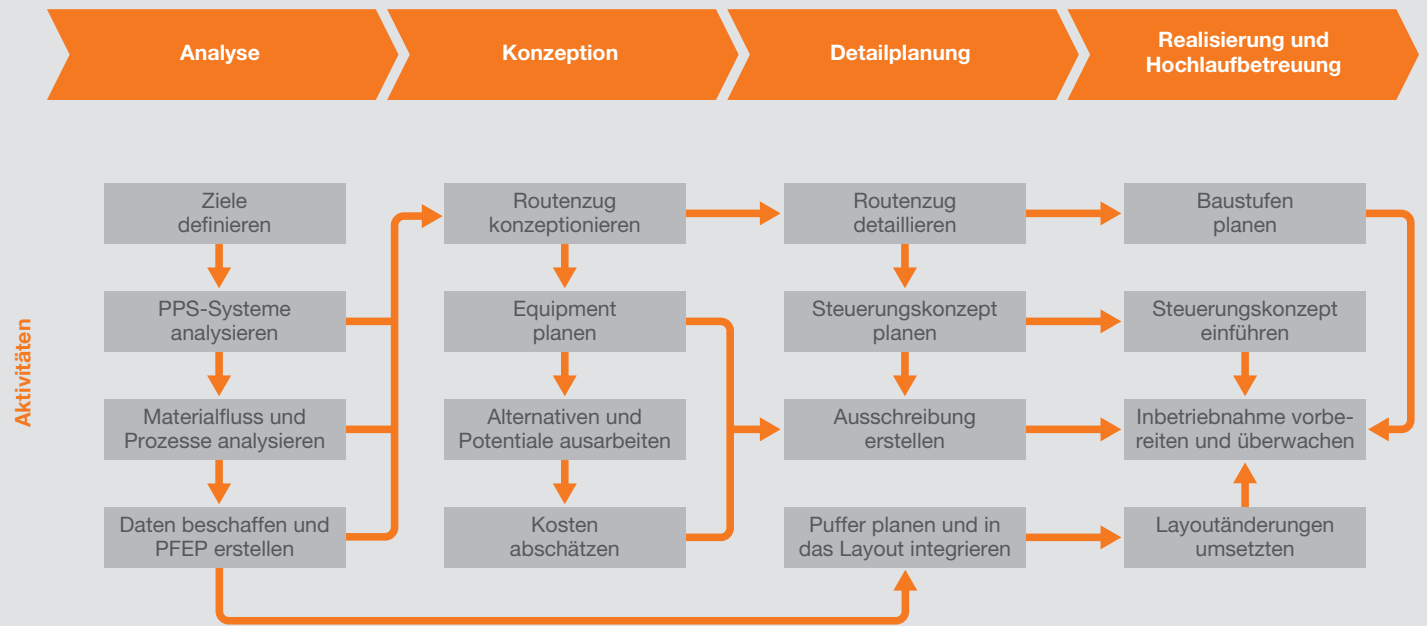 Analyse
Konzeption
Detailplanung
Realisierung und
Hochlaufbetreuung
Aktivitäten
Ziele
definieren
PPS-Systeme
analysieren
Materialfluss und
Prozesse analysieren
Daten beschaffen und
PFEP erstellen
Routenzug
konzeptionieren
Equipment
planen
Alternativen und
Potentiale ausarbeiten
Kosten
abschätzen
Routenzug
detaillieren
Steuerungskonzept
planen
Ausschreibung
erstellen
Puffer planen und in
das Layout integrieren
Baustufen
planen
Steuerungskonzept
einführen
Inbetriebnahme vorbe-
reiten und überwachen
Layoutänderungen
umsetzten